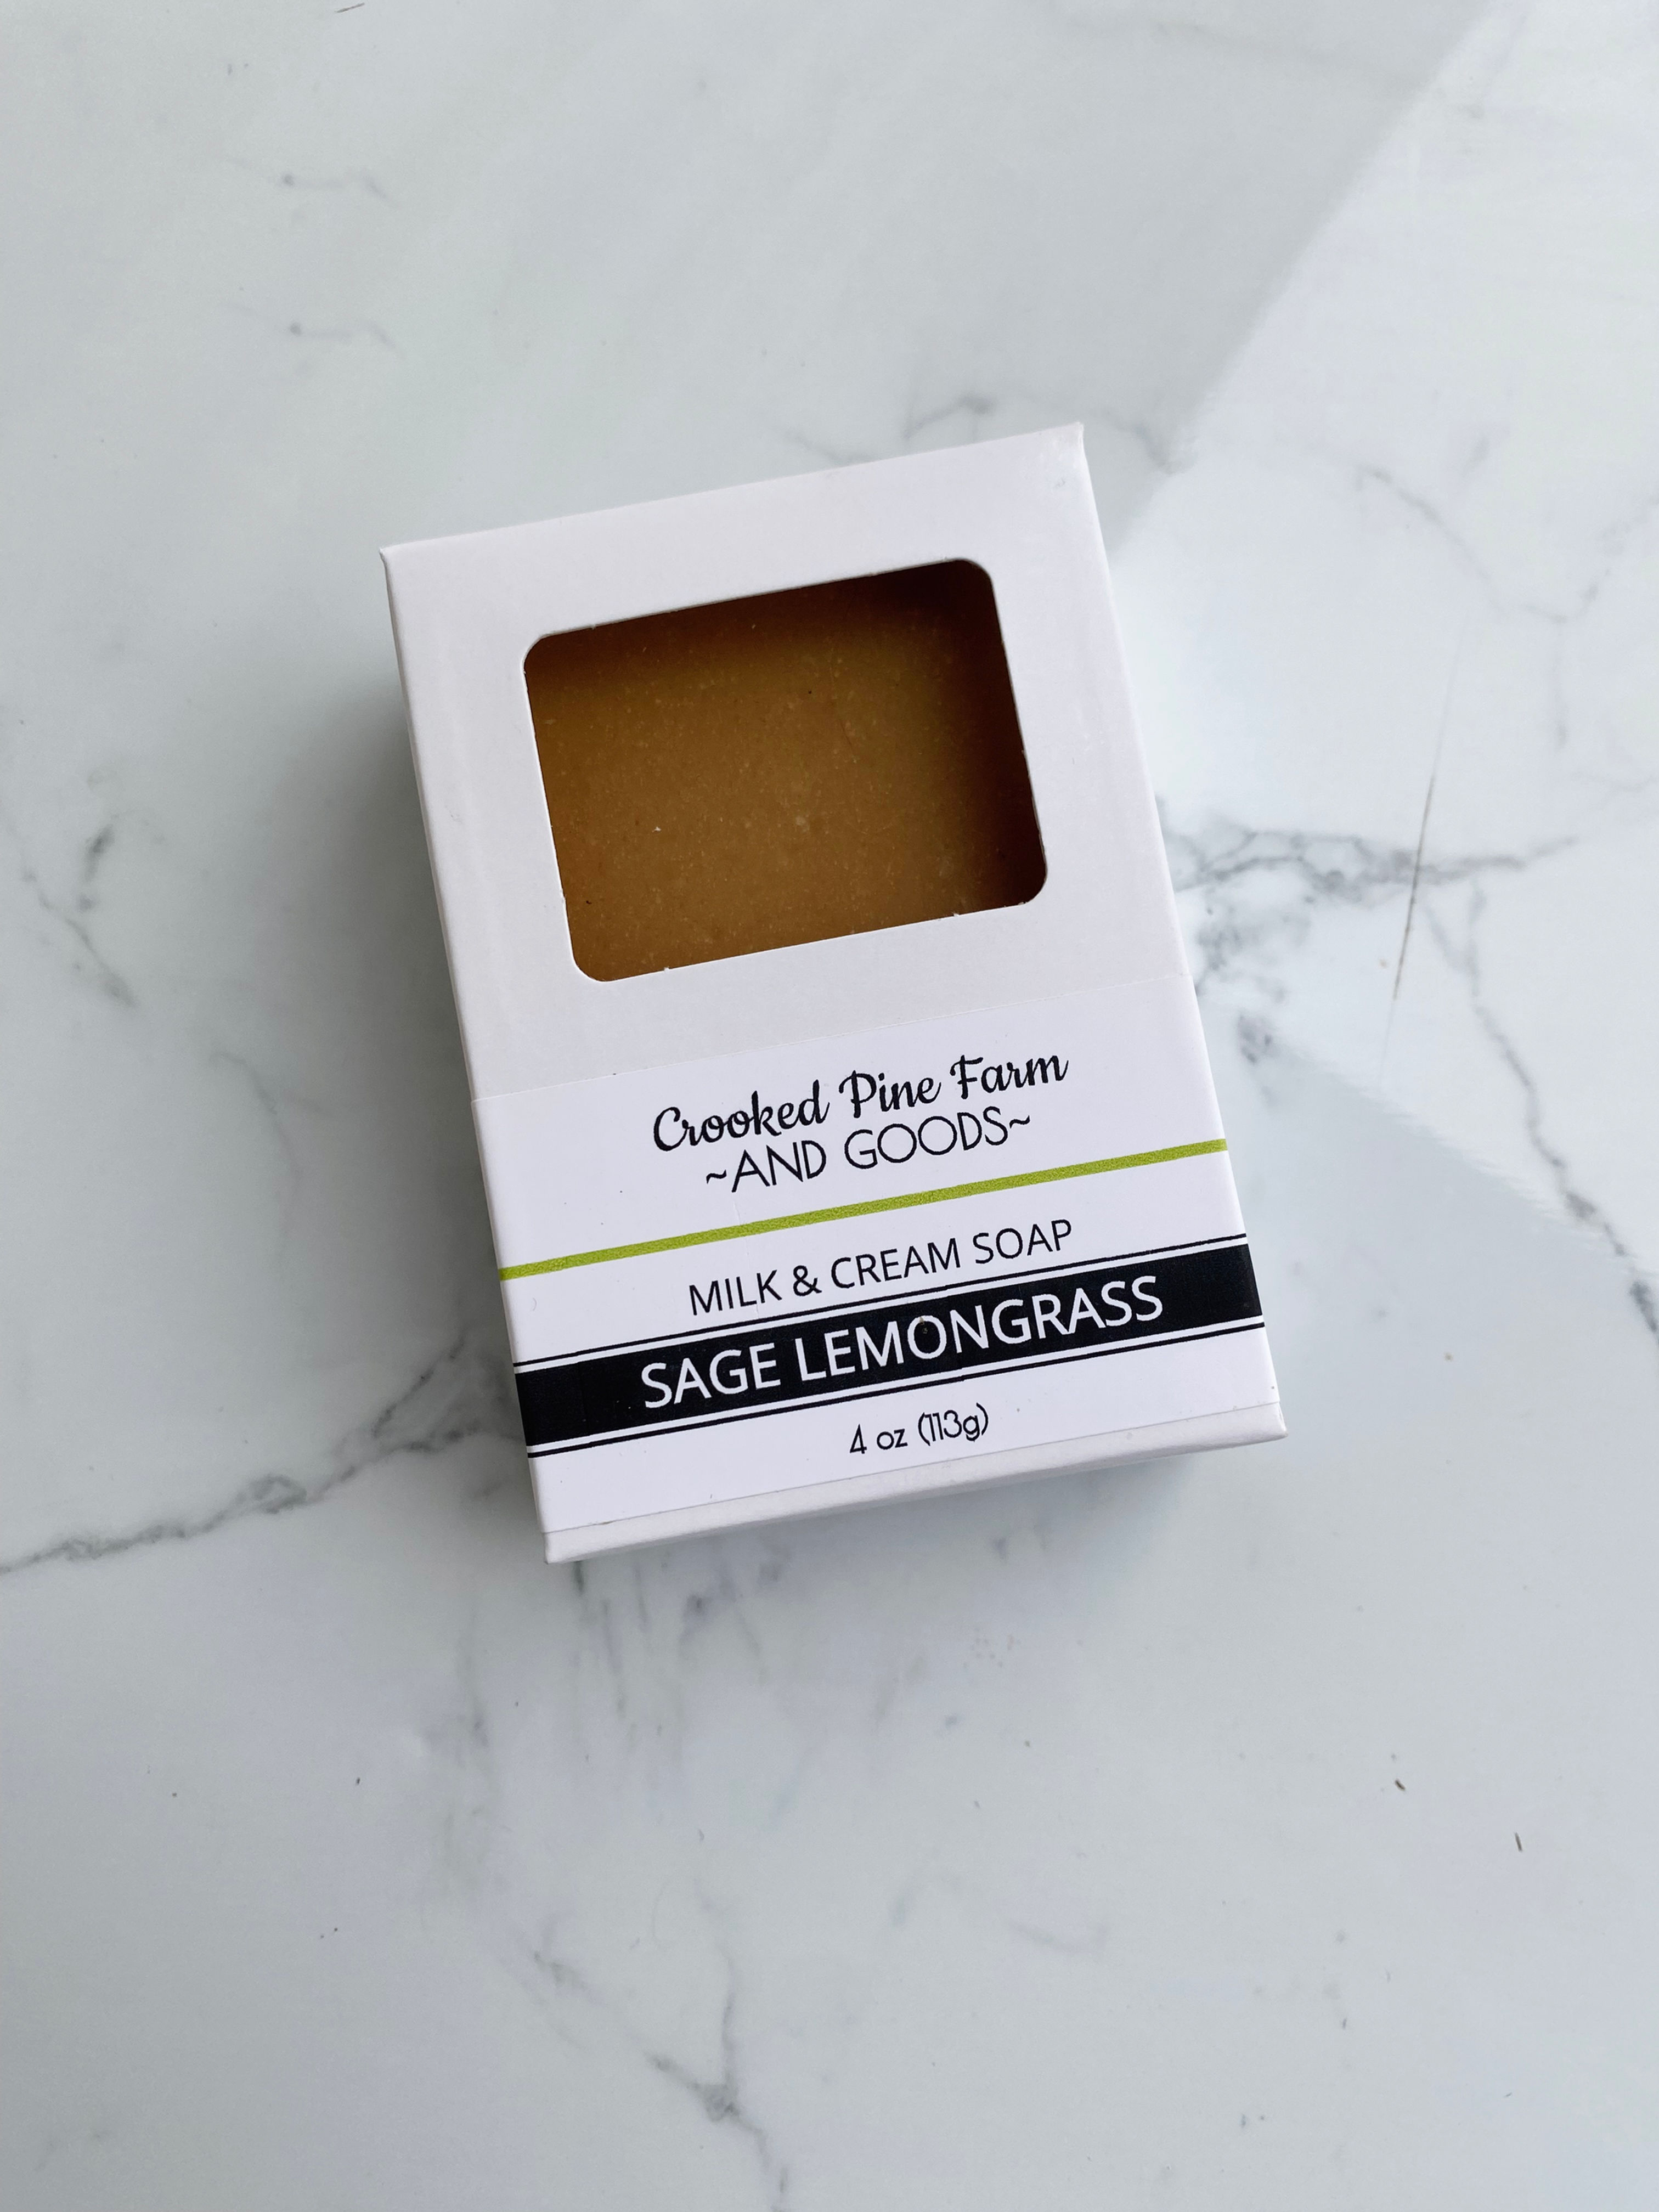 Crooked Pine Farm
~AND GOODS~
MILK & CREAM SOAP
SAGE LEMONGRASS
4 oz (113g)